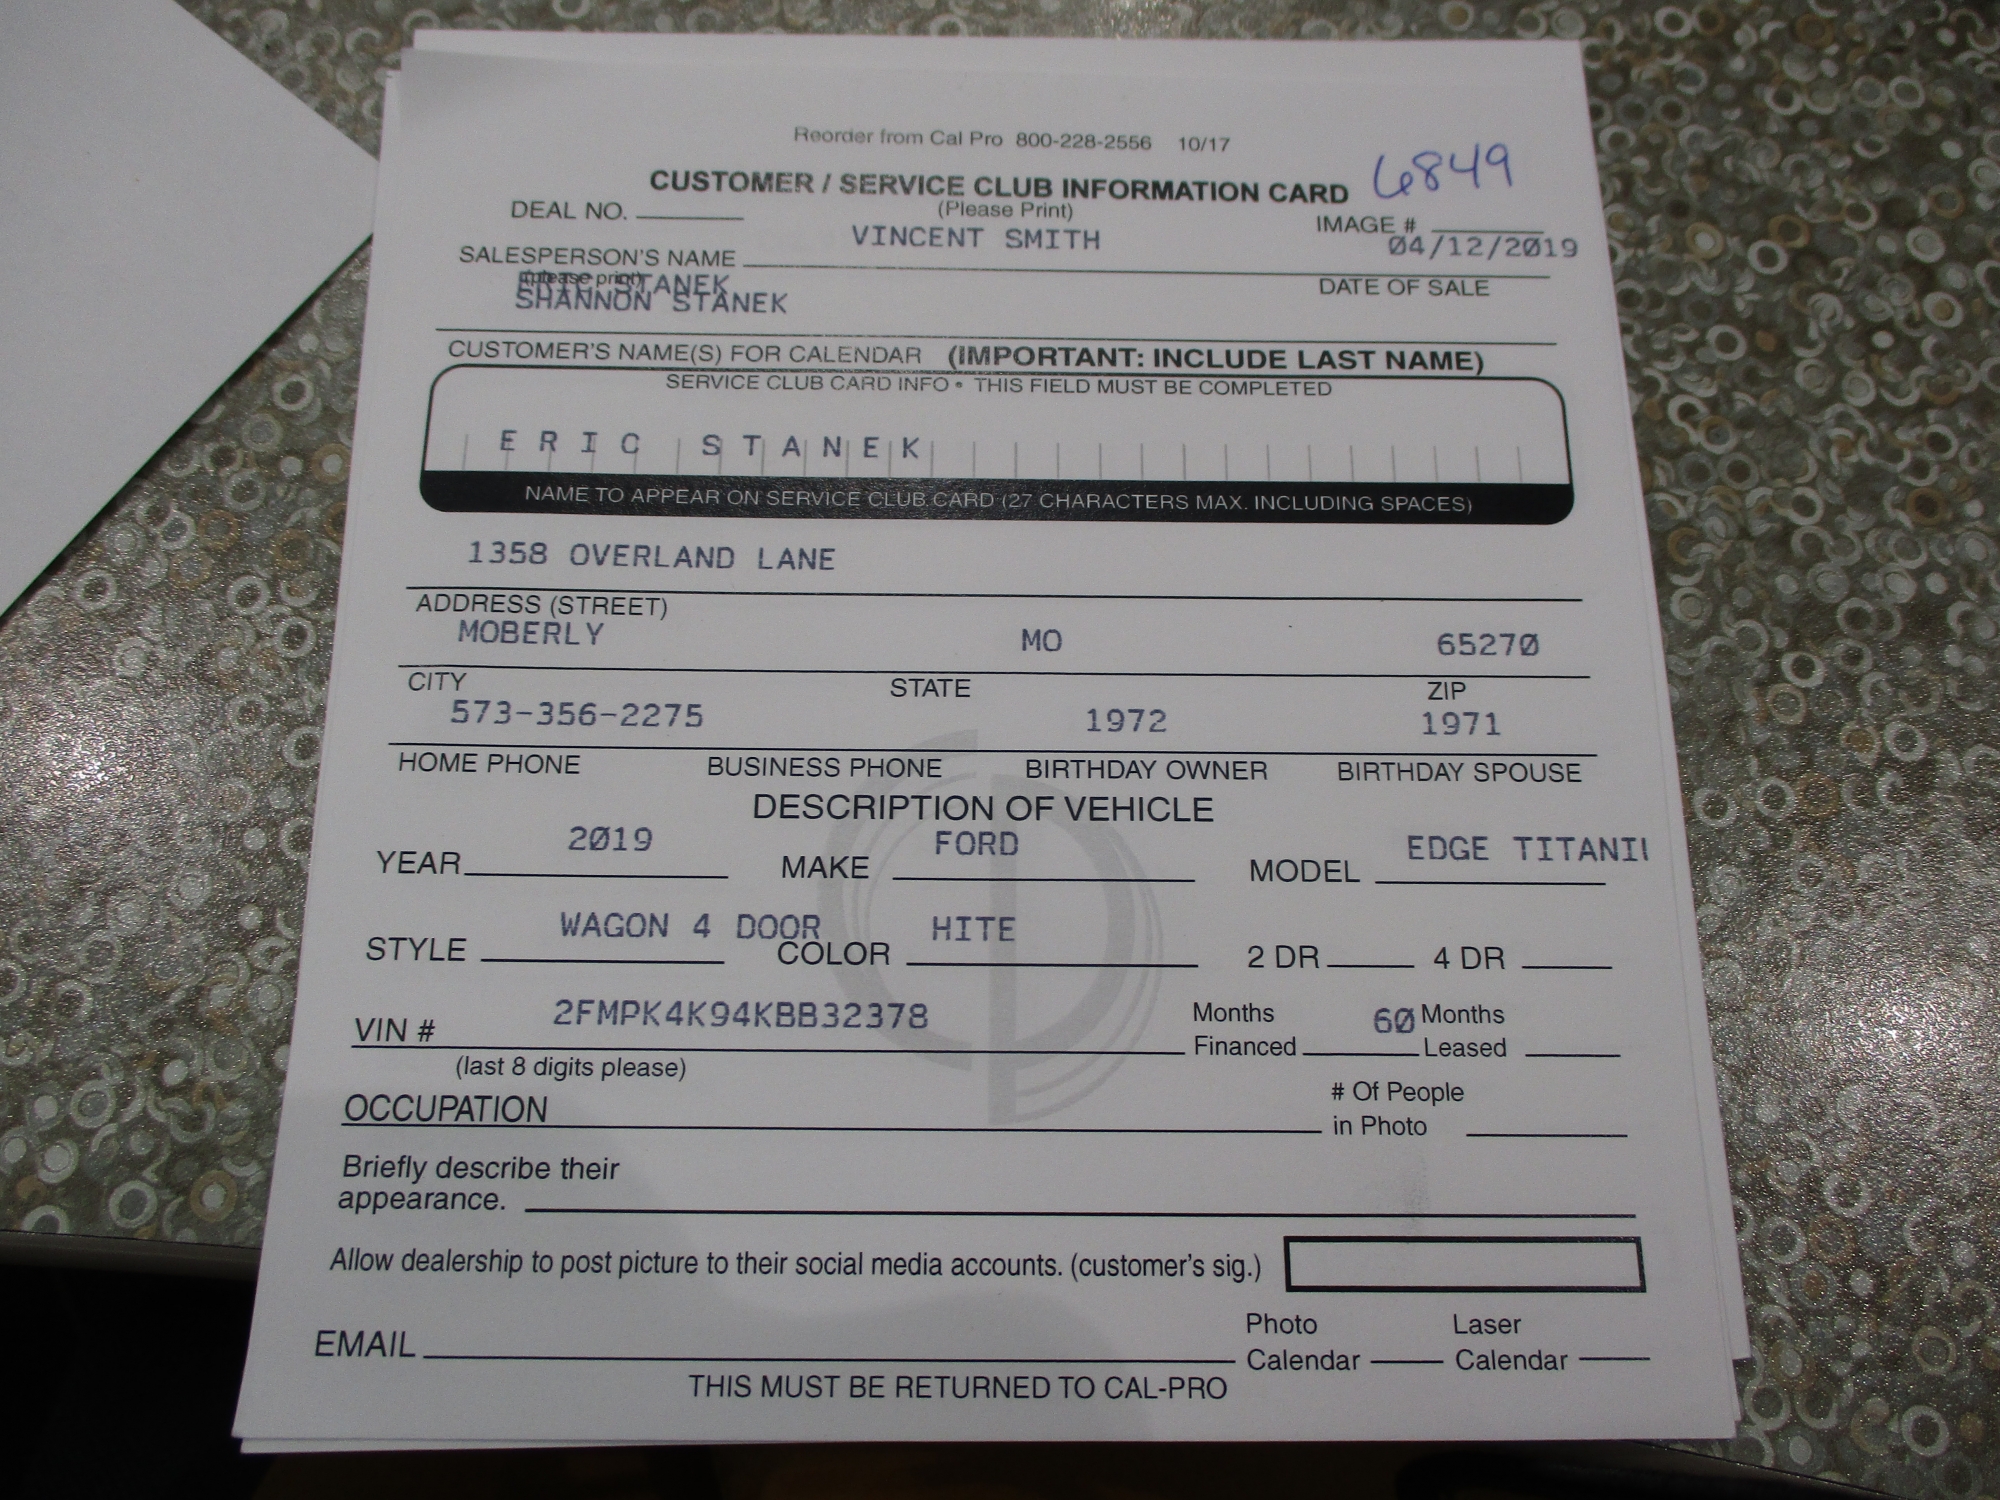 Reorder from Cal Pro 800-228-2556 10/17
6849
CUSTOMER / SERVICE CLUB INFORMATION CARD
DEAL NO. (Please Print) IMAGE #
VINCENT SMITH 04/12/2019
SALESPERSON'S NAME
(please print) DATE OF SALE
ERIC STANEK
SHANNON STANEK
CUSTOMER'S NAME(S) FOR CALENDAR (IMPORTANT: INCLUDE LAST NAME)
SERVICE CLUB CARD INFO • THIS FIELD MUST BE COMPLETED
ERIC STANEK
NAME TO APPEAR ON SERVICE CLUB CARD (27 CHARACTERS MAX. INCLUDING SPACES)
1358 OVERLAND LANE
ADDRESS (STREET)
MOBERLY MO 65270
CITY STATE ZIP
573-356-2275 1972 1971
HOME PHONE BUSINESS PHONE BIRTHDAY OWNER BIRTHDAY SPOUSE
DESCRIPTION OF VEHICLE
2019 FORD EDGE TITANI
YEAR MAKE MODEL
WAGON 4 DOOR HITE
STYLE COLOR 2 DR 4 DR
2FMPK4K94KBB32378 Months 60 Months
VIN # Financed Leased
(last 8 digits please)
OCCUPATION # Of People
in Photo
Briefly describe their
appearance.
Allow dealership to post picture to their social media accounts. (customer's sig.)
Photo Laser
EMAIL Calendar Calendar
THIS MUST BE RETURNED TO CAL-PRO